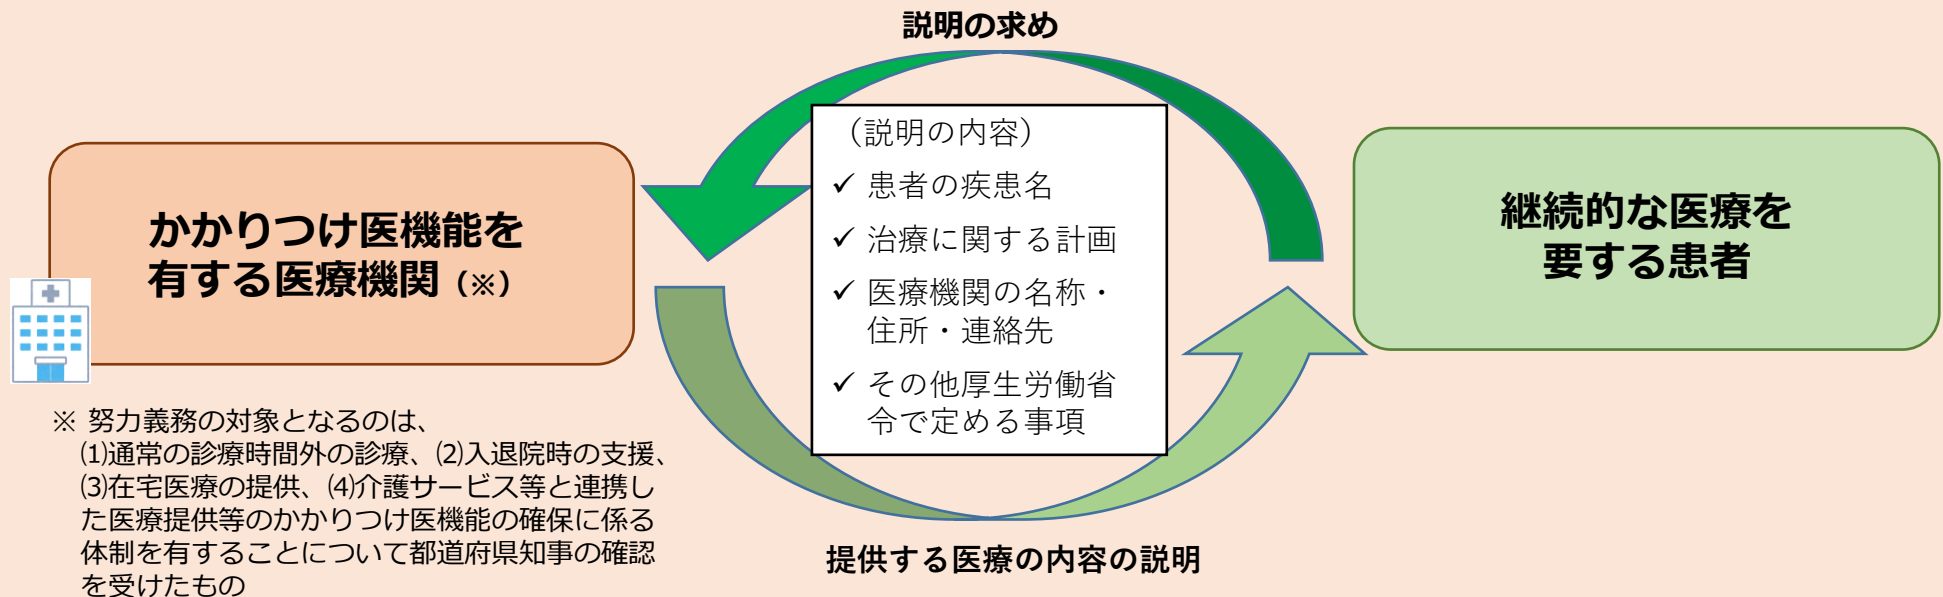 説明の求め
かかりつけ医機能を
有する医療機関（※）
※ 努力義務の対象となるのは、
⑴通常の診療時間外の診療、⑵入退院時の支援、
⑶在宅医療の提供、⑷介護サービス等と連携し
た医療提供等のかかりつけ医機能の確保に係る
体制を有することについて都道府県知事の確認
を受けたもの
（説明の内容）
✓ 患者の疾患名
✓ 治療に関する計画
✓ 医療機関の名称・
住所・連絡先
✓ その他厚生労働省
令で定める事項
継続的な医療を
要する患者
提供する医療の内容の説明